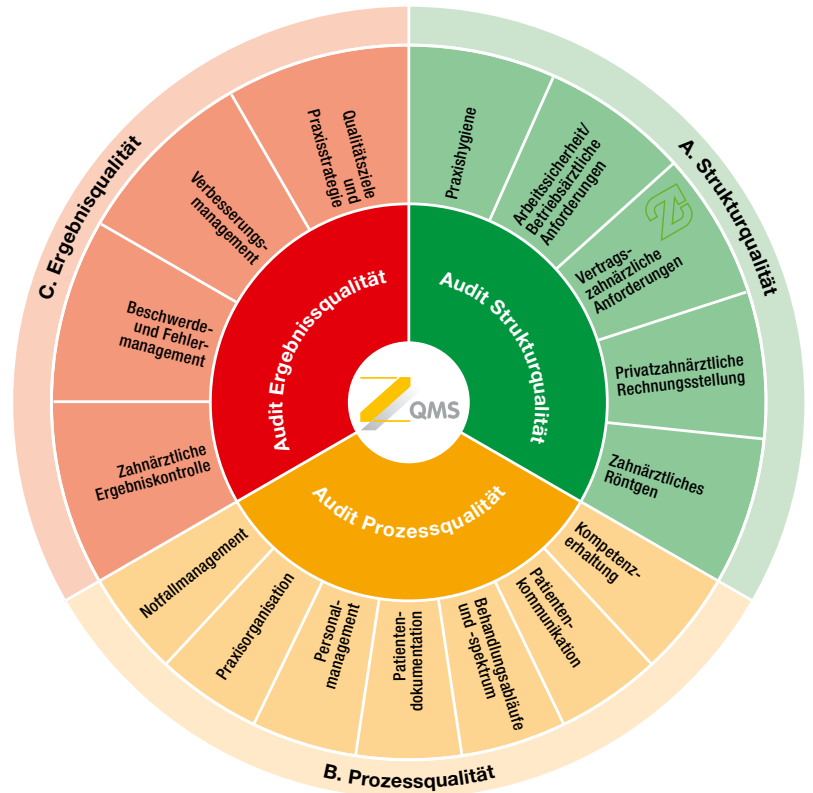 A. Strukturqualität
Audit Strukturqualität
Praxishygiene
Arbeitssicherheit/
Betriebsärztliche
Anforderungen
Vertrags-
zahnärzliche
Anforderungen
Privatzahnärztliche
Rechnungsstellung
Zahnärztliches
Röntgen
B. Prozessqualität
Audit Prozessqualität
Kompetenz-
erhaltung
Patienten-
kommunikation
Behandlungsabläufe
und -spektrum
Patienten-
dokumentation
Personal-
management
Praxisorganisation
Notfallmanagement
C. Ergebnisqualität
Audit Ergebnissqualität
Zahnärztliche
Ergebniskontrolle
Beschwerde-
und Fehler-
management
Verbesserungs-
management
Qualitätsziele
und
Praxisstrategie
Z QMS